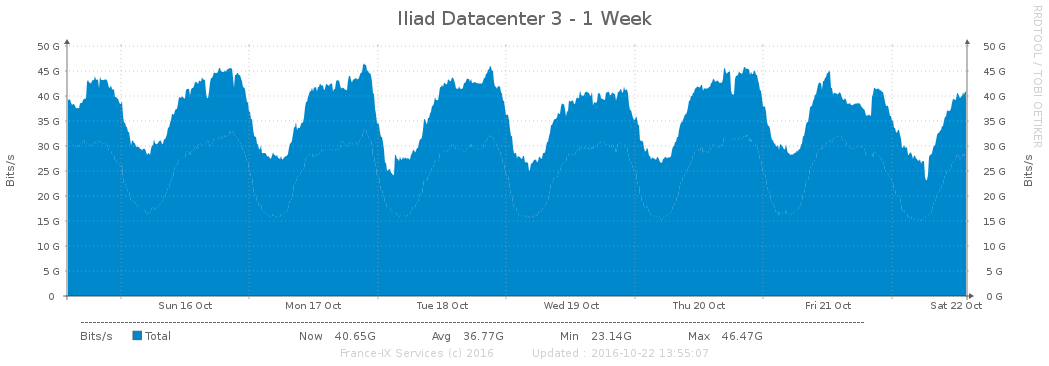 Iliad Datacenter 3 - 1 Week
RRDTOOL / TOBI OETIKER
50 G 50 G
45 G 45 G
40 G 40 G
35 G 35 G
30 G 30 G
25 G 25 G
20 G 20 G
15 G 15 G
10 G 10 G
5 G 5 G
0 0 G
Bits/s Bits/s
Sun 16 Oct Mon 17 Oct Tue 18 Oct Wed 19 Oct Thu 20 Oct Fri 21 Oct Sat 22 Oct
Bits/s Total Now 40.65G Avg 36.77G Min 23.14G Max 46.47G
France-IX Services (c) 2016 Updated : 2016-10-22 13:55:07